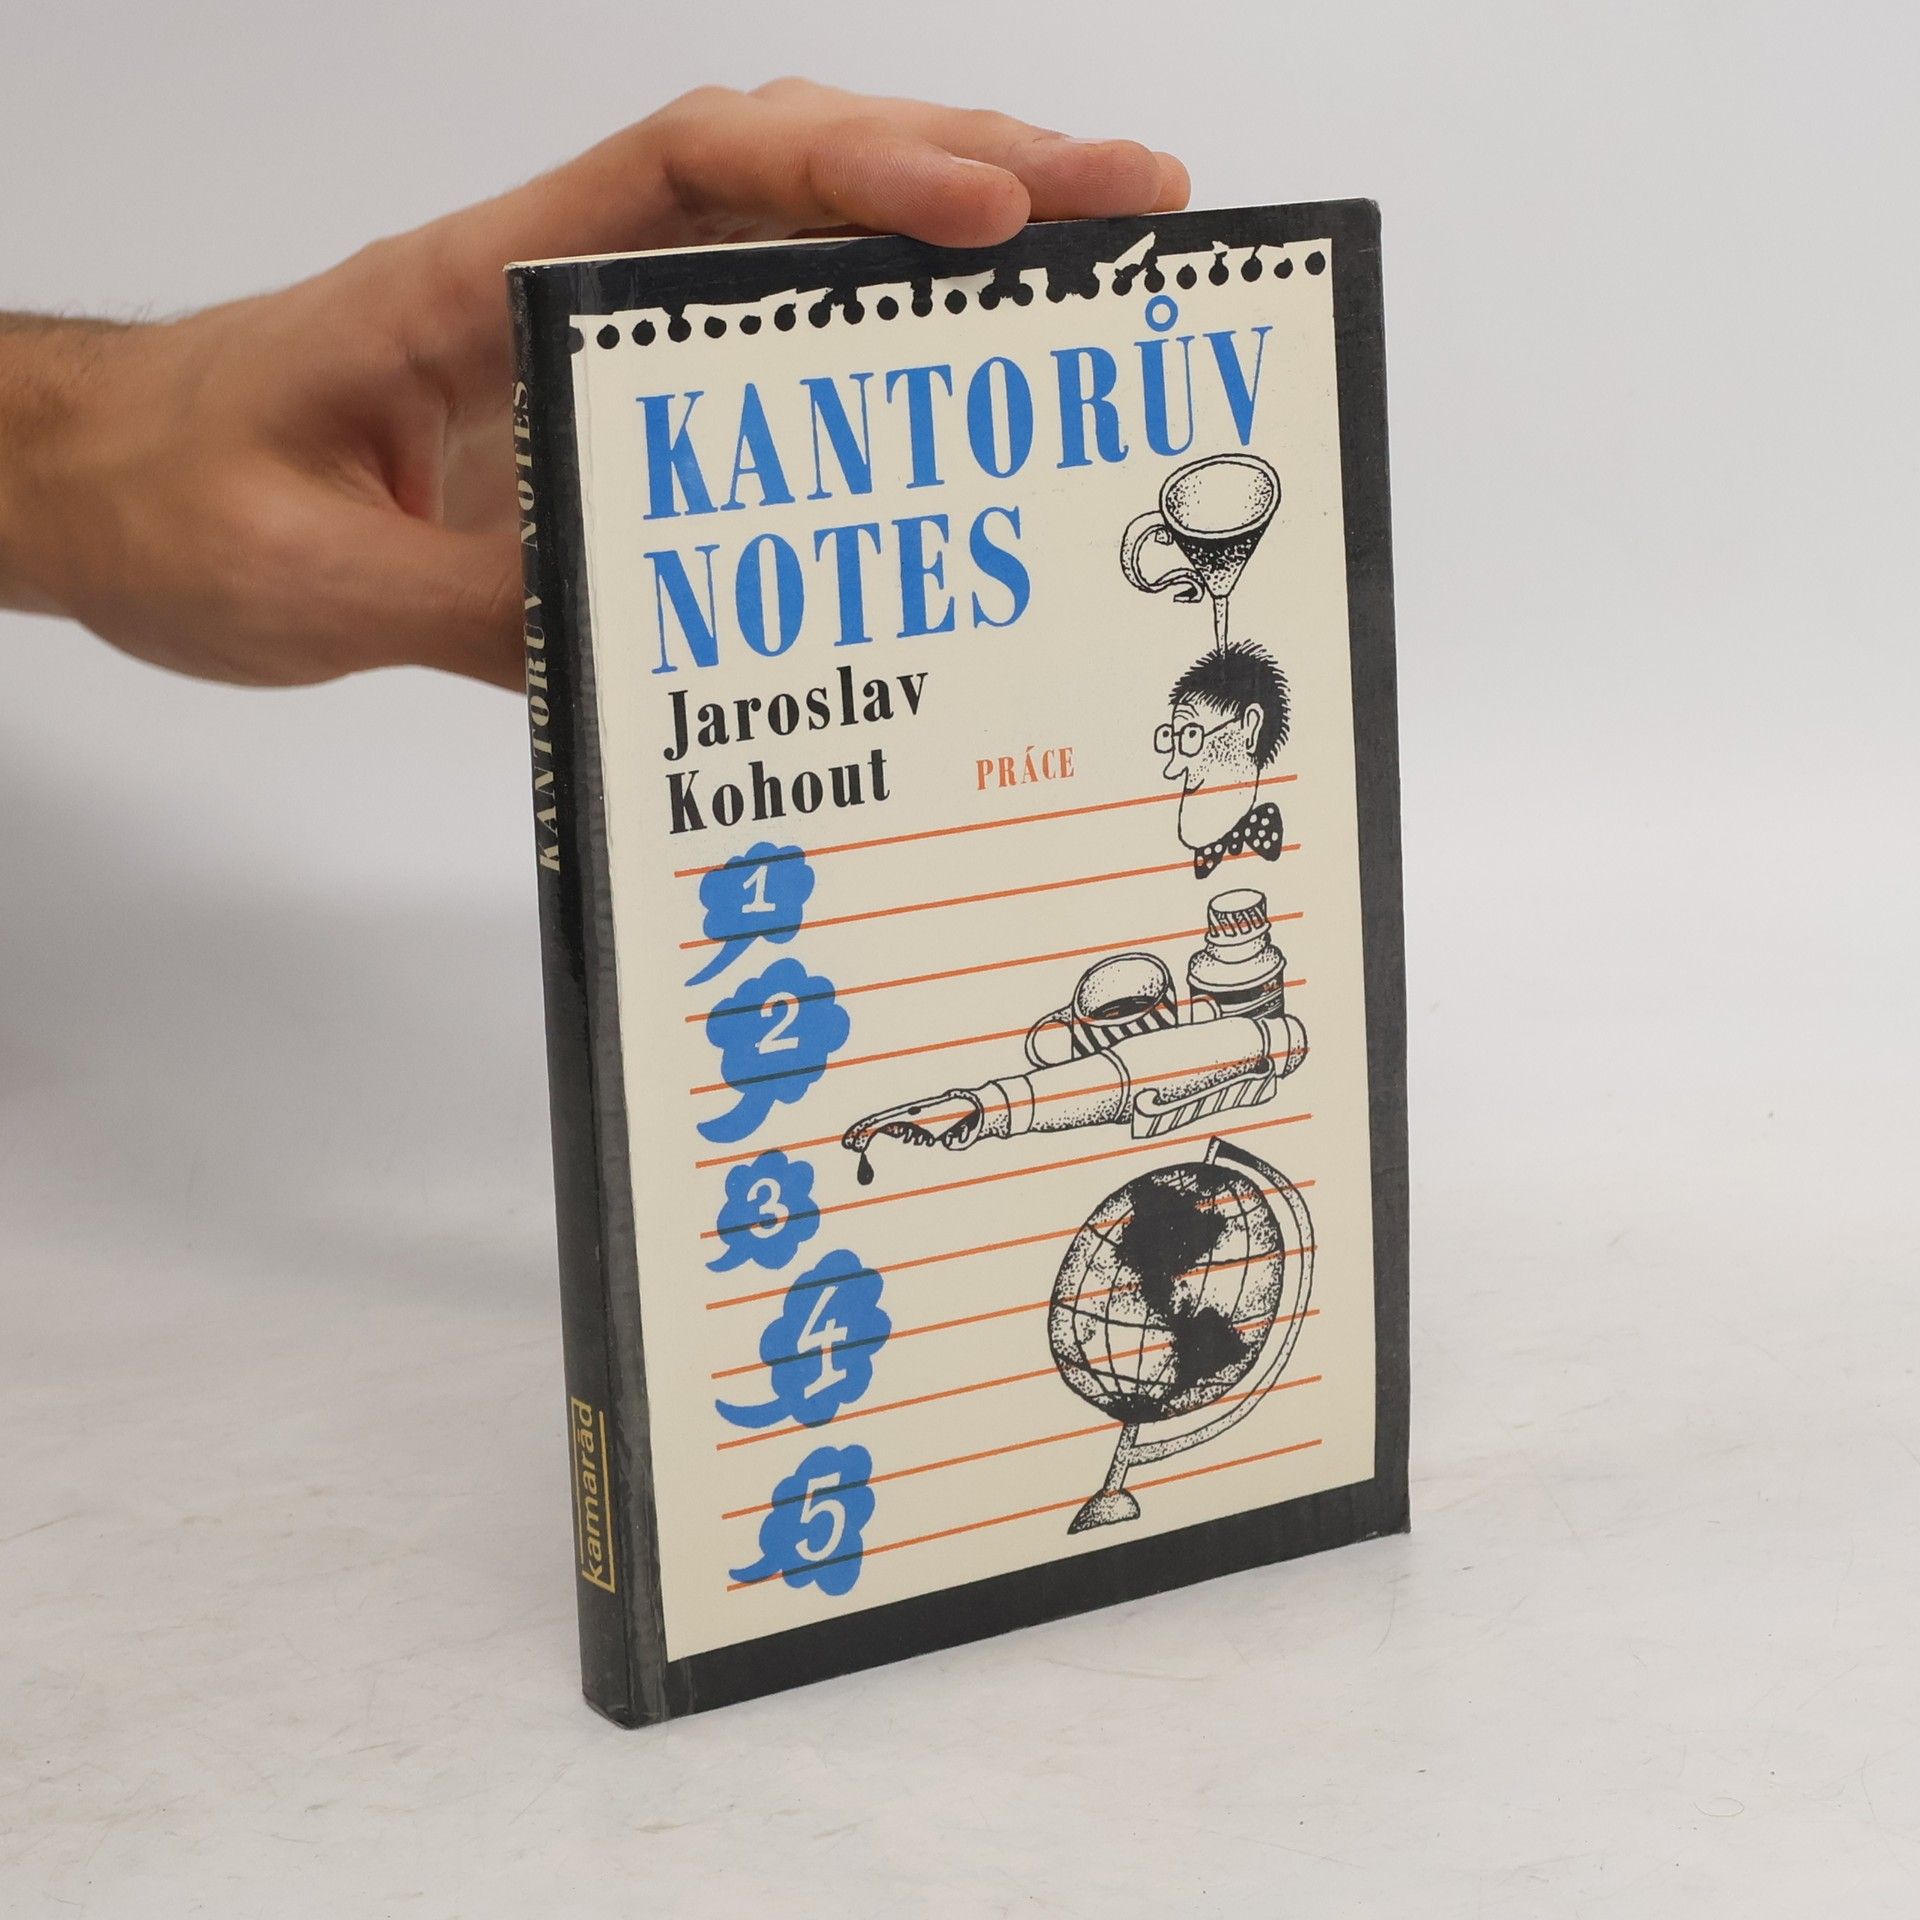 KANTORŮV
NOTES
Jaroslav
Kohout
PRÁCE
1
2
3
4
5
KANTORŮV NOTES
kamarád